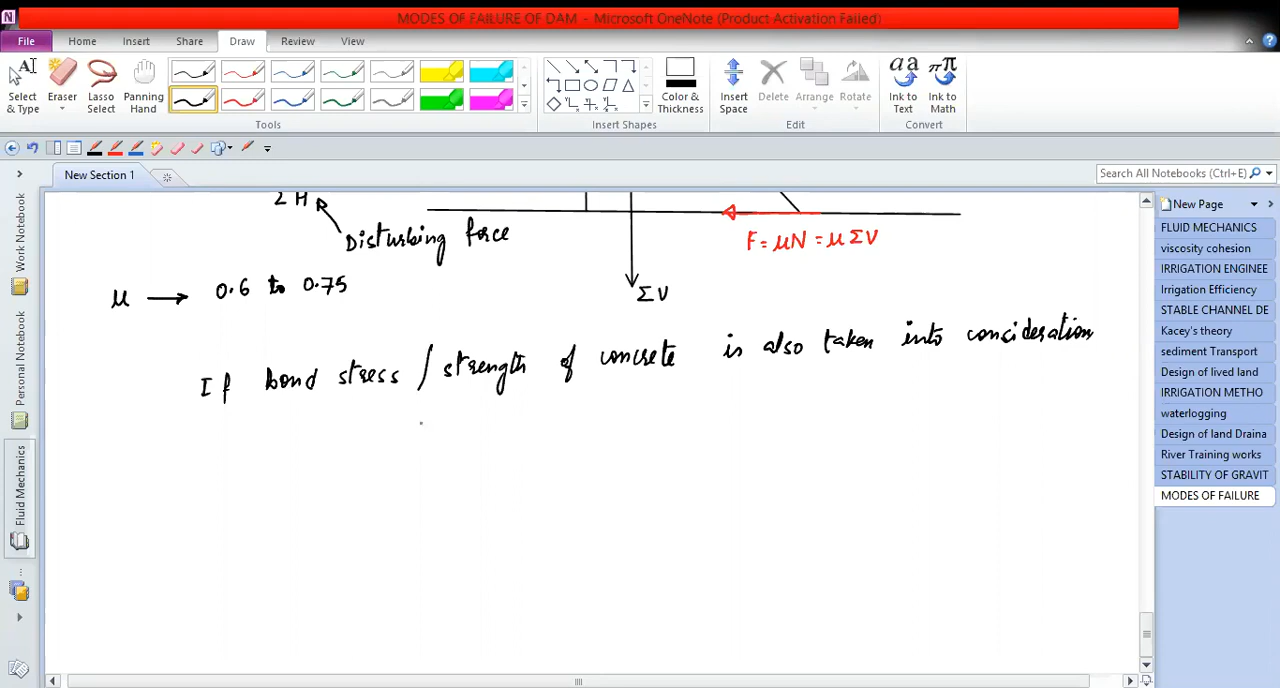 MODES OF FAILURE OF DAM - Microsoft OneNote (Product Activation Failed)
File Home Insert Share Draw Review View
Select & Type
Eraser
Lasso Select
Panning Hand
Color & Thickness
Insert Space
Delete
Arrange
Rotate
Ink to Text
Ink to Math
Tools
Insert Shapes
Edit
Convert
New Section 1
Search All Notebooks (Ctrl+E)
Work Notebook
Personal Notebook
Fluid Mechanics
Σ H
Disturbing force
F = μN = μ ΣV
ΣV
μ → 0.6 to 0.75
If bond stress / strength of concrete is also taken into consideration
New Page
FLUID MECHANICS
viscosity cohesion
IRRIGATION ENGINEE
Irrigation Efficiency
STABLE CHANNEL DE
Kacey's theory
sediment Transport
Design of lived land
IRRIGATION METHO
waterlogging
Design of land Draina
River Training works
STABILITY OF GRAVIT
MODES OF FAILURE